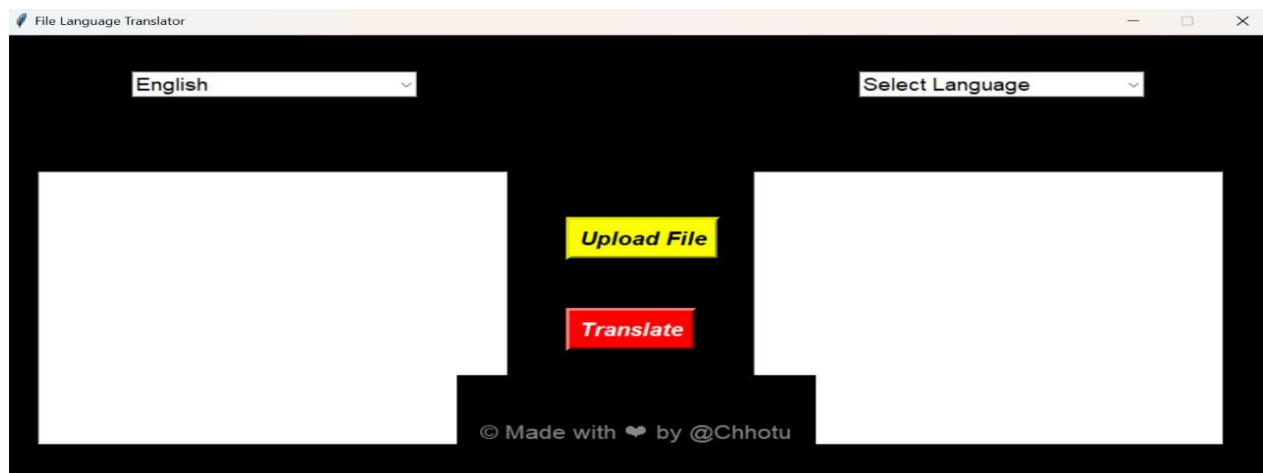 File Language Translator
English
Select Language
Upload File
Translate
© Made with ❤ by @Chhotu